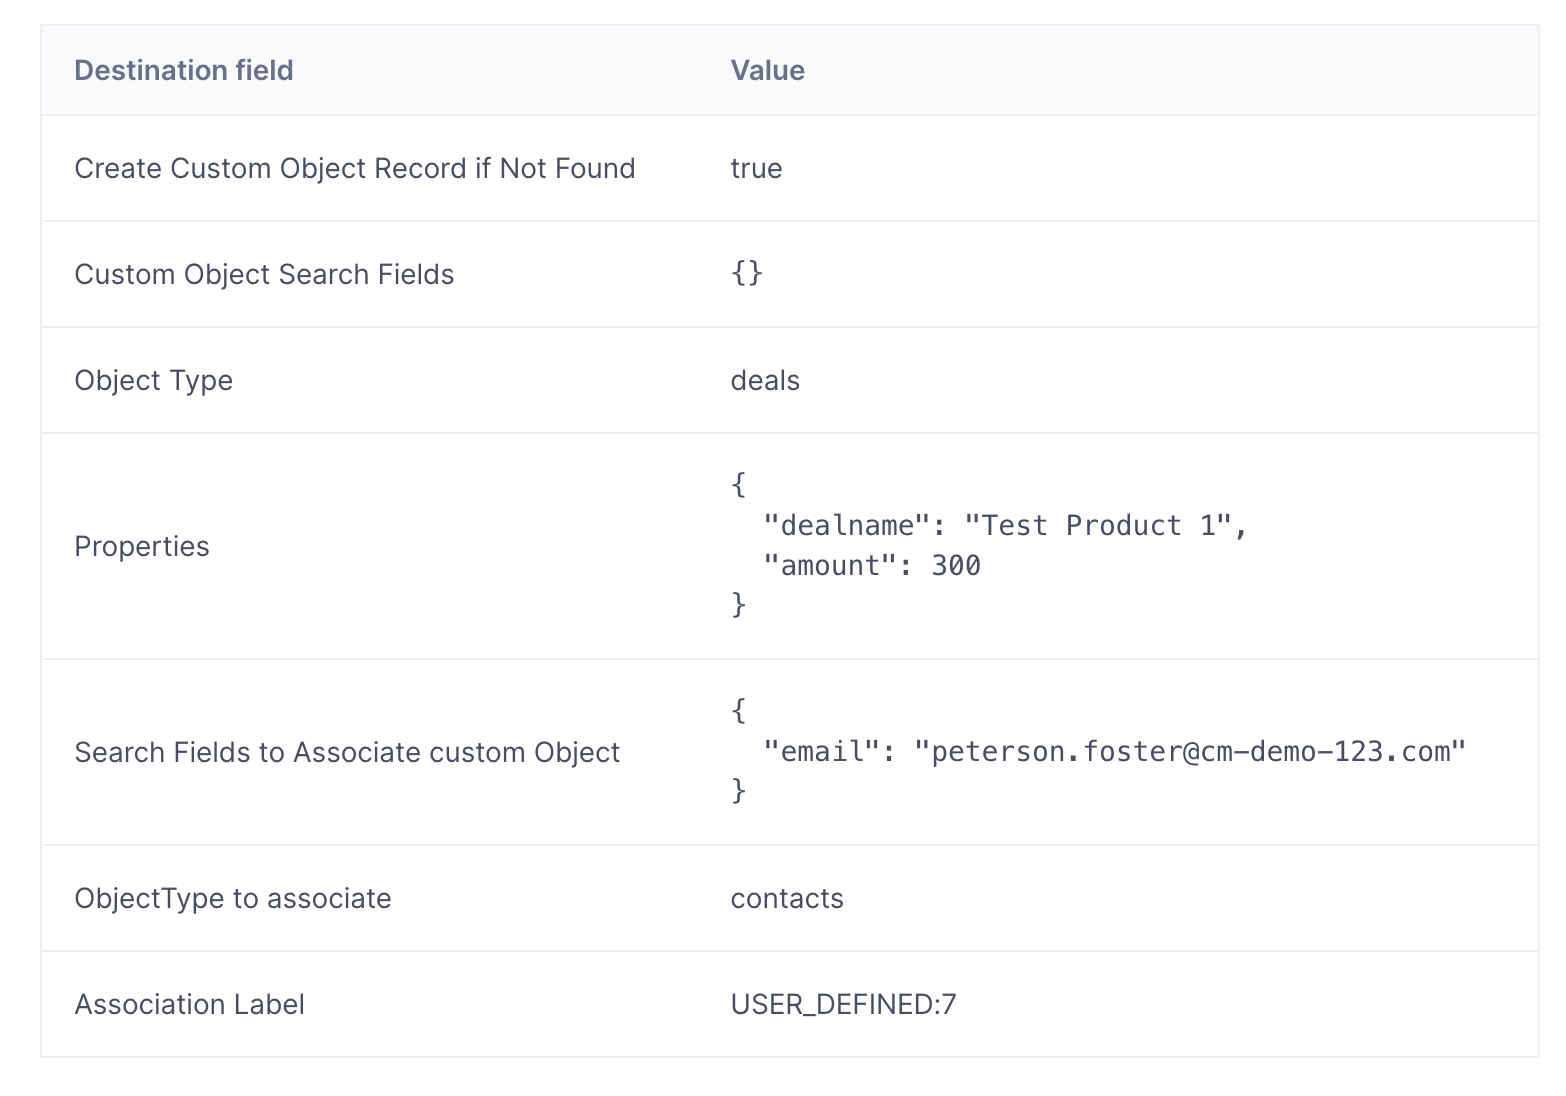 Destination field Value
Create Custom Object Record if Not Found true
Custom Object Search Fields {}
Object Type deals
Properties
{
  "dealname": "Test Product 1",
  "amount": 300
}
Search Fields to Associate custom Object
{
  "email": "peterson.foster@cm-demo-123.com"
}
ObjectType to associate contacts
Association Label USER_DEFINED:7